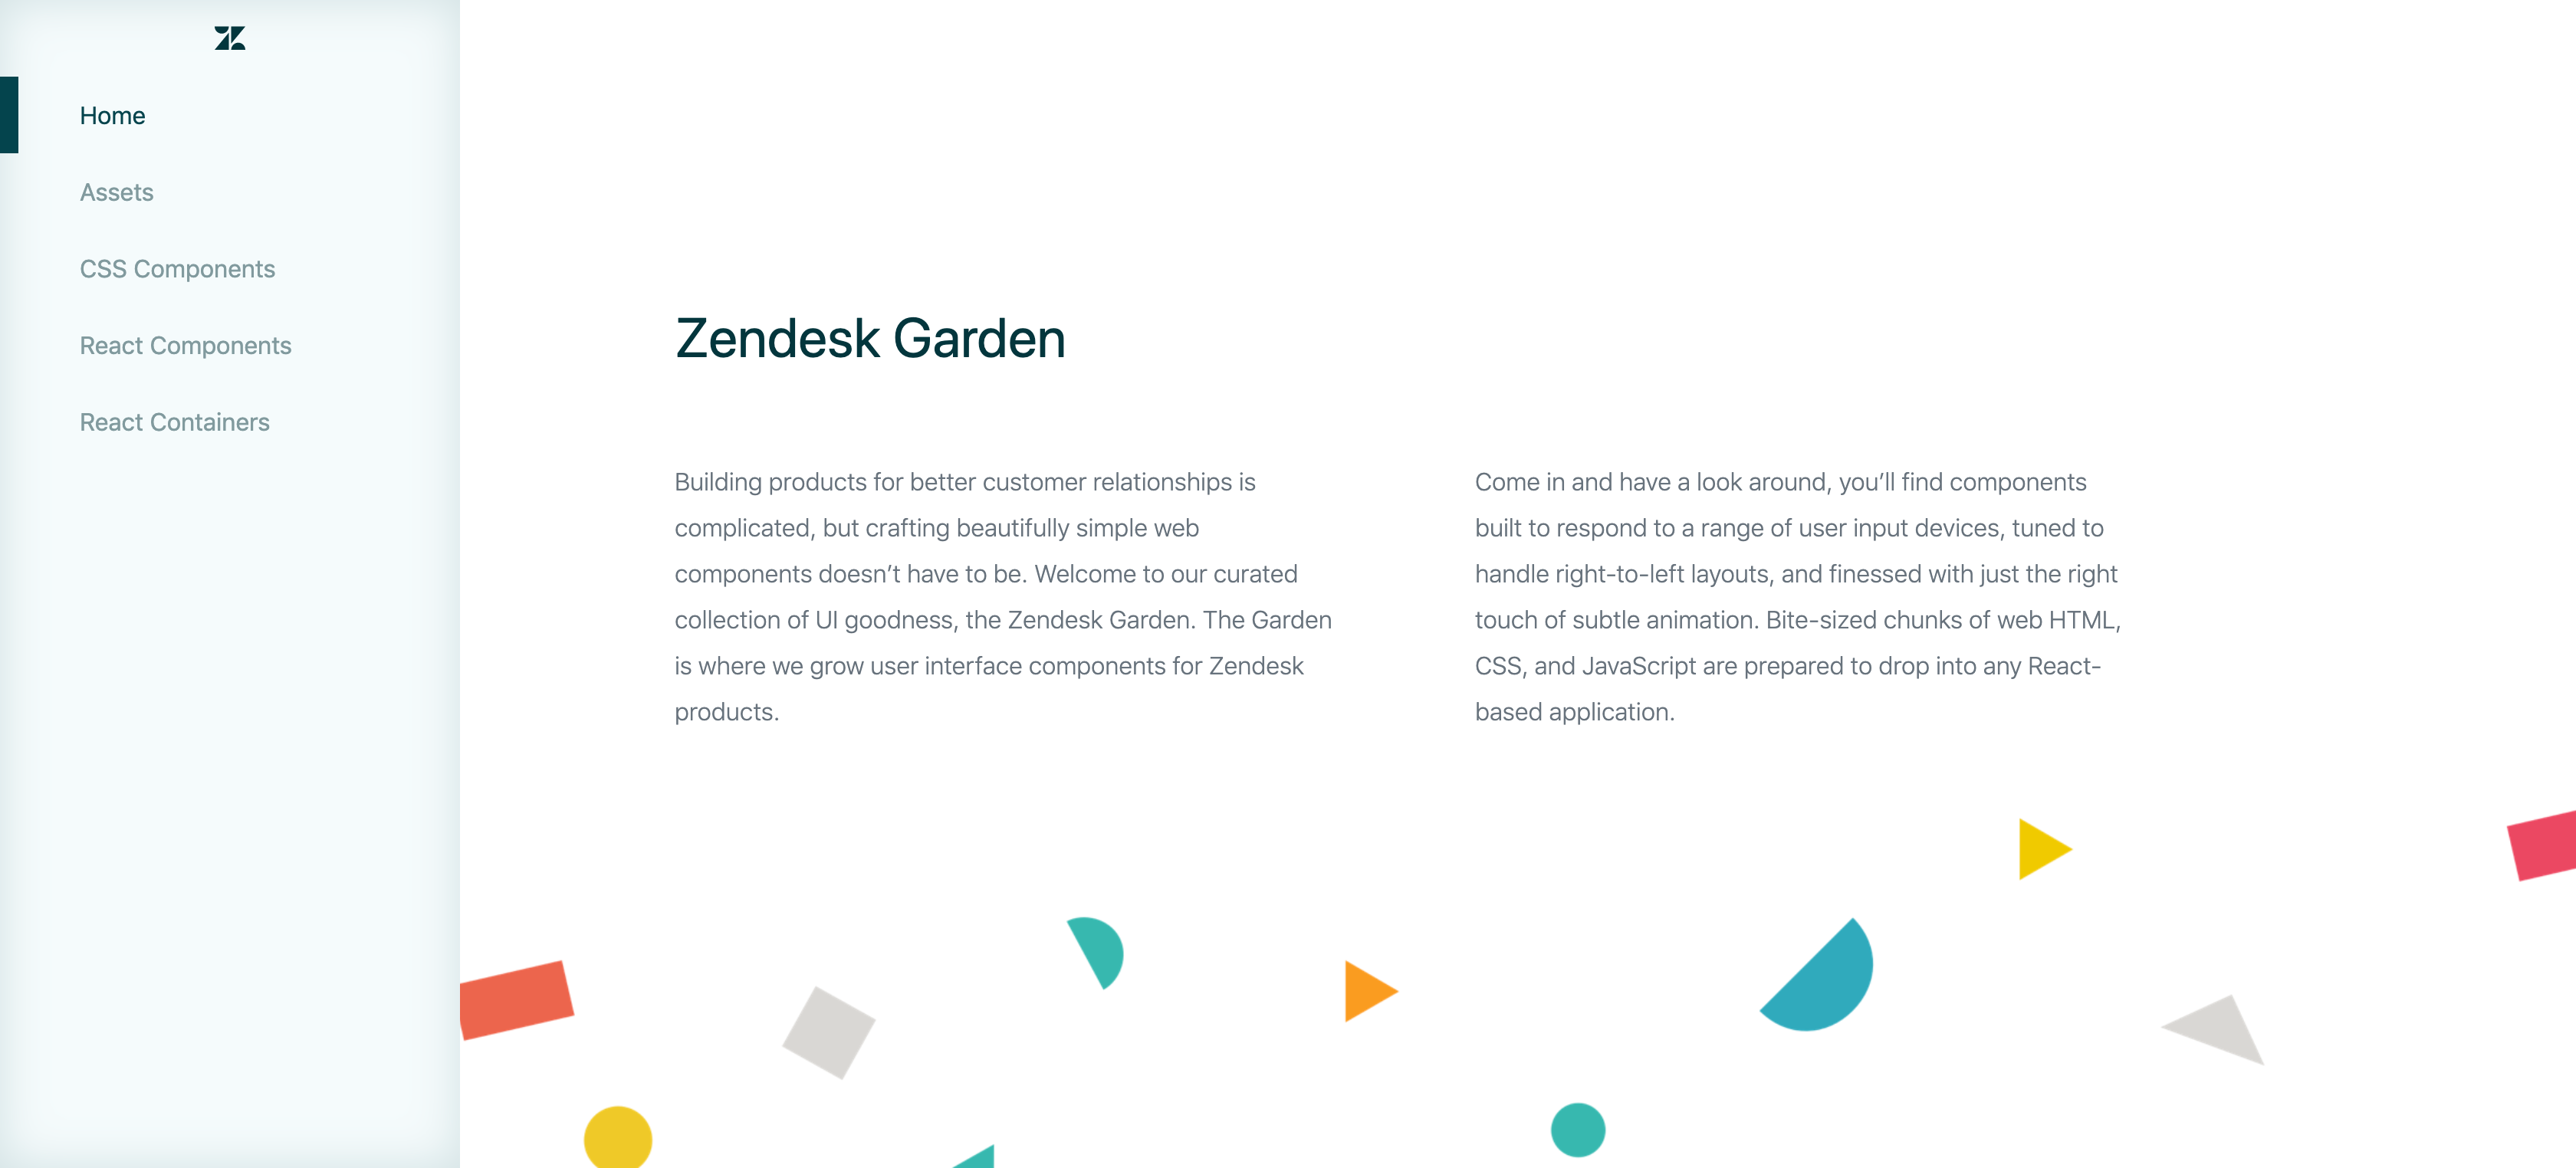 Home
Assets
CSS Components
React Components
React Containers
Zendesk Garden
Building products for better customer relationships is
complicated, but crafting beautifully simple web
components doesn’t have to be. Welcome to our curated
collection of UI goodness, the Zendesk Garden. The Garden
is where we grow user interface components for Zendesk
products.
Come in and have a look around, you’ll find components
built to respond to a range of user input devices, tuned to
handle right-to-left layouts, and finessed with just the right
touch of subtle animation. Bite-sized chunks of web HTML,
CSS, and JavaScript are prepared to drop into any React-
based application.